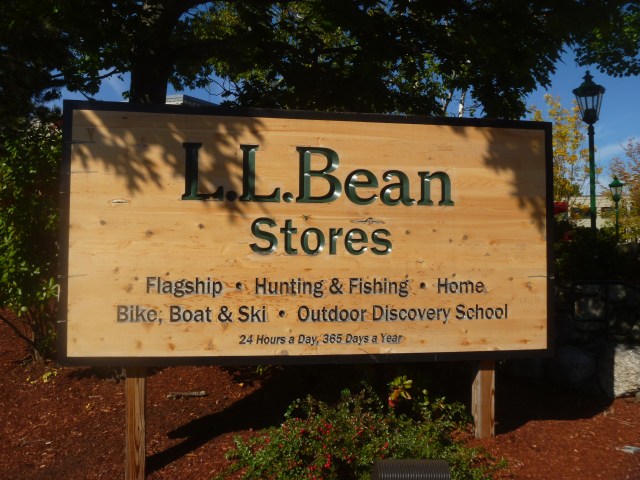 L.L.Bean
Stores
Flagship • Hunting & Fishing • Home
Bike, Boat & Ski • Outdoor Discovery School
24 Hours a Day, 365 Days a Year